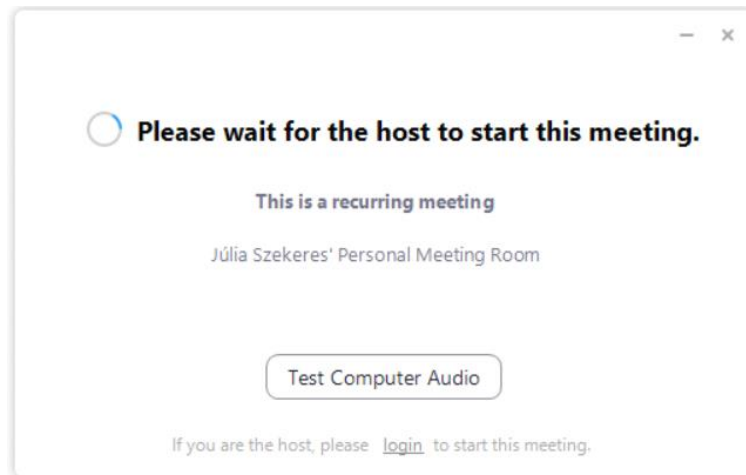 Please wait for the host to start this meeting.
This is a recurring meeting
Júlia Szekeres' Personal Meeting Room
Test Computer Audio
If you are the host, please login to start this meeting.